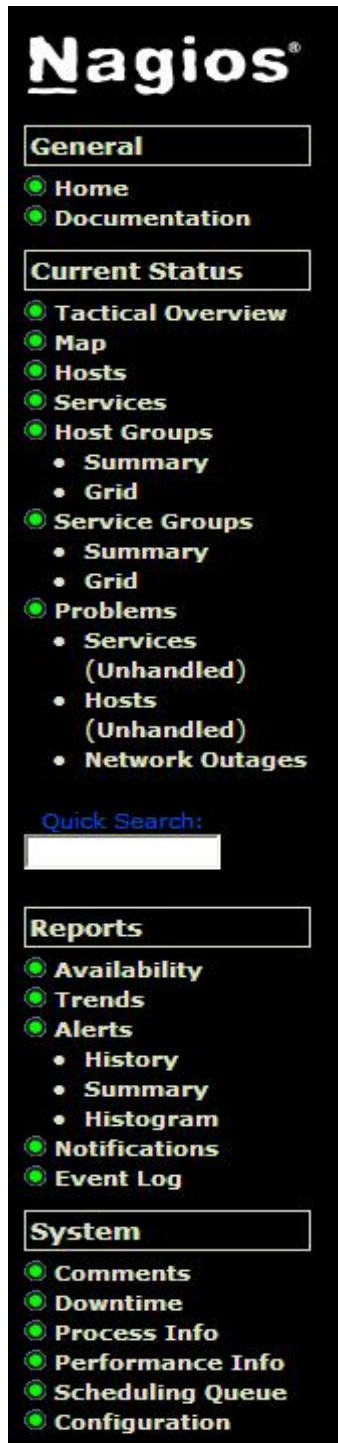 Nagios®
General
Home
Documentation
Current Status
Tactical Overview
Map
Hosts
Services
Host Groups
• Summary
• Grid
Service Groups
• Summary
• Grid
Problems
• Services
(Unhandled)
• Hosts
(Unhandled)
• Network Outages
Quick Search:
Reports
Availability
Trends
Alerts
• History
• Summary
• Histogram
Notifications
Event Log
System
Comments
Downtime
Process Info
Performance Info
Scheduling Queue
Configuration